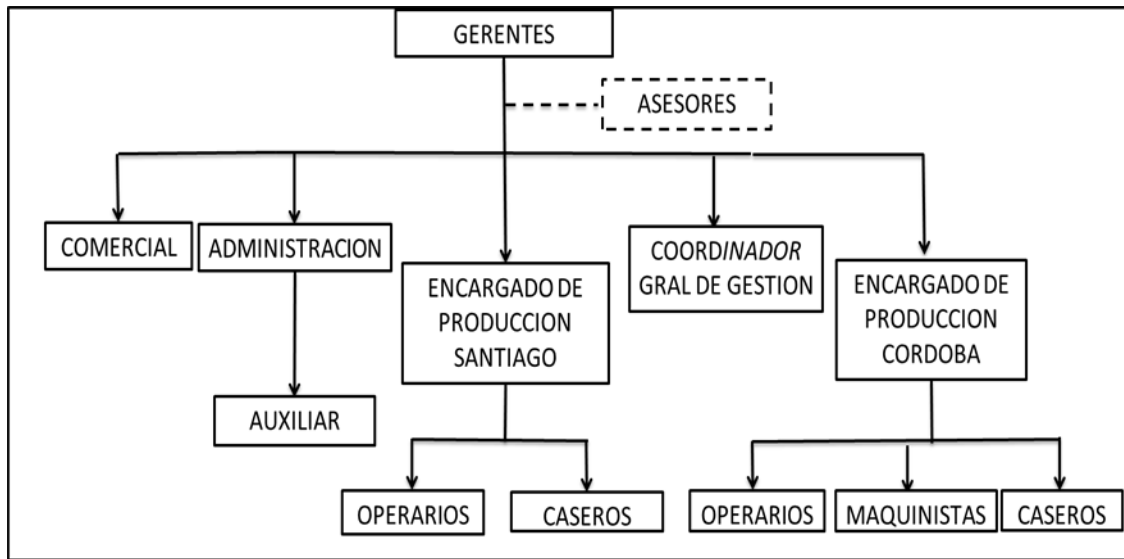 GERENTES
ASESORES
COMERCIAL
ADMINISTRACION
COORDINADOR
GRAL DE GESTION
ENCARGADO DE
PRODUCCION
SANTIAGO
ENCARGADO DE
PRODUCCION
CORDOBA
AUXILIAR
OPERARIOS
CASEROS
OPERARIOS
MAQUINISTAS
CASEROS